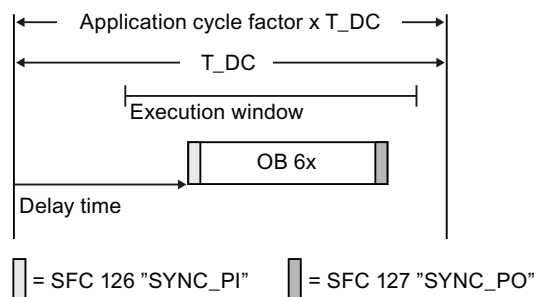 Application cycle factor x T_DC
T_DC
Execution window
OB 6x
Delay time
= SFC 126 "SYNC_PI"
= SFC 127 "SYNC_PO"